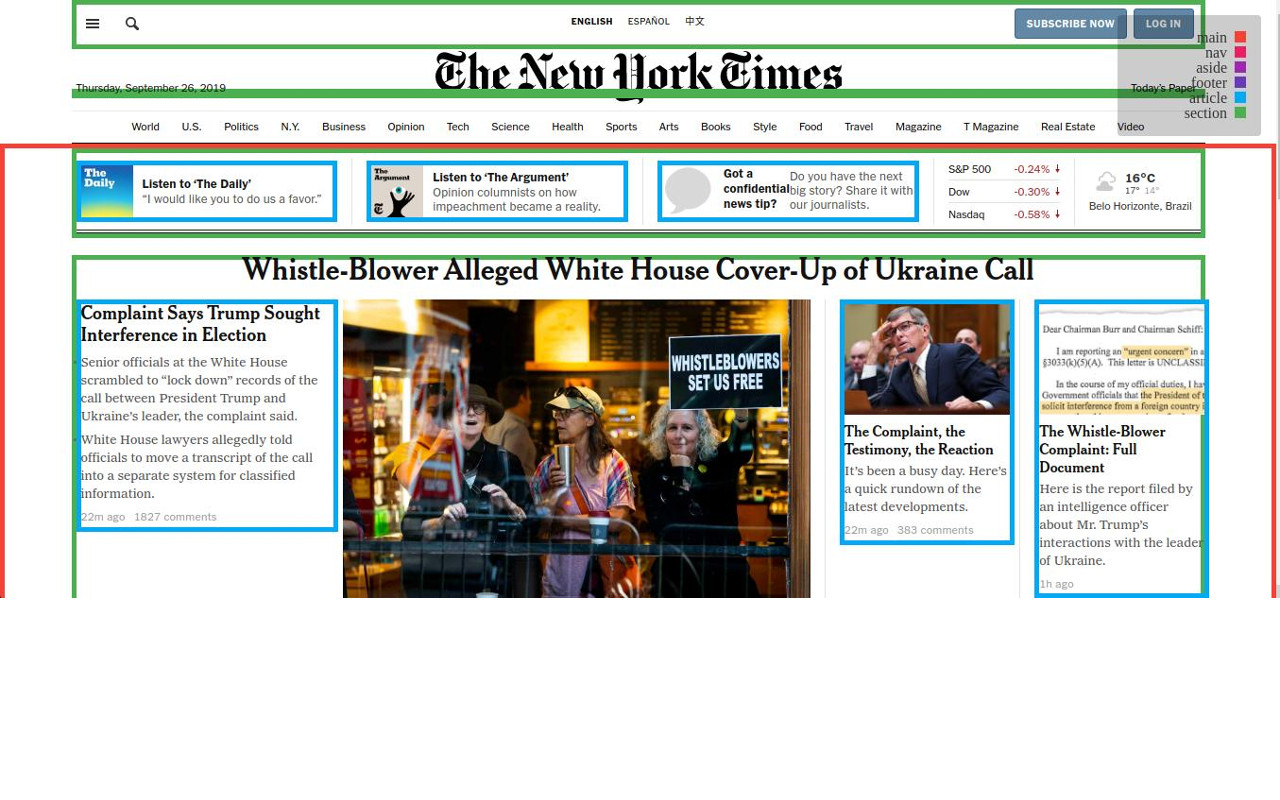 ENGLISH ESPAÑOL 中文
SUBSCRIBE NOW LOG IN
The New York Times
Thursday, September 26, 2019
Today's Paper
World U.S. Politics N.Y. Business Opinion Tech Science Health Sports Arts Books Style Food Travel Magazine T Magazine Real Estate Video
main
nav
aside
footer
article
section
The
Daily
Listen to ‘The Daily’
“I would like you to do us a favor.”
The
Argument
Listen to ‘The Argument’
Opinion columnists on how
impeachment became a reality.
Got a
confidential
news tip?
Do you have the next
big story? Share it with
our journalists.
S&P 500 -0.24% ↓
Dow -0.30% ↓
Nasdaq -0.58% ↓
16°C
17° 14°
Belo Horizonte, Brazil
Whistle-Blower Alleged White House Cover-Up of Ukraine Call
Complaint Says Trump Sought
Interference in Election
Senior officials at the White House
scrambled to “lock down” records of the
call between President Trump and
Ukraine’s leader, the complaint said.
White House lawyers allegedly told
officials to move a transcript of the call
into a separate system for classified
information.
22m ago 1827 comments
WHISTLEBLOWERS
SET US FREE
The Complaint, the
Testimony, the Reaction
It’s been a busy day. Here’s
a quick rundown of the
latest developments.
22m ago 383 comments
Dear Chairman Burr and Chairman Schiff:
I am reporting an “urgent concern” in a
§3033(k)(5)(A). This letter is UNCLASSI
In the course of my official duties, I hav
Government officials that the President of t
solicit interference from a foreign country i
The Whistle-Blower
Complaint: Full
Document
Here is the report filed by
an intelligence officer
about Mr. Trump’s
interactions with the leader
of Ukraine.
1h ago